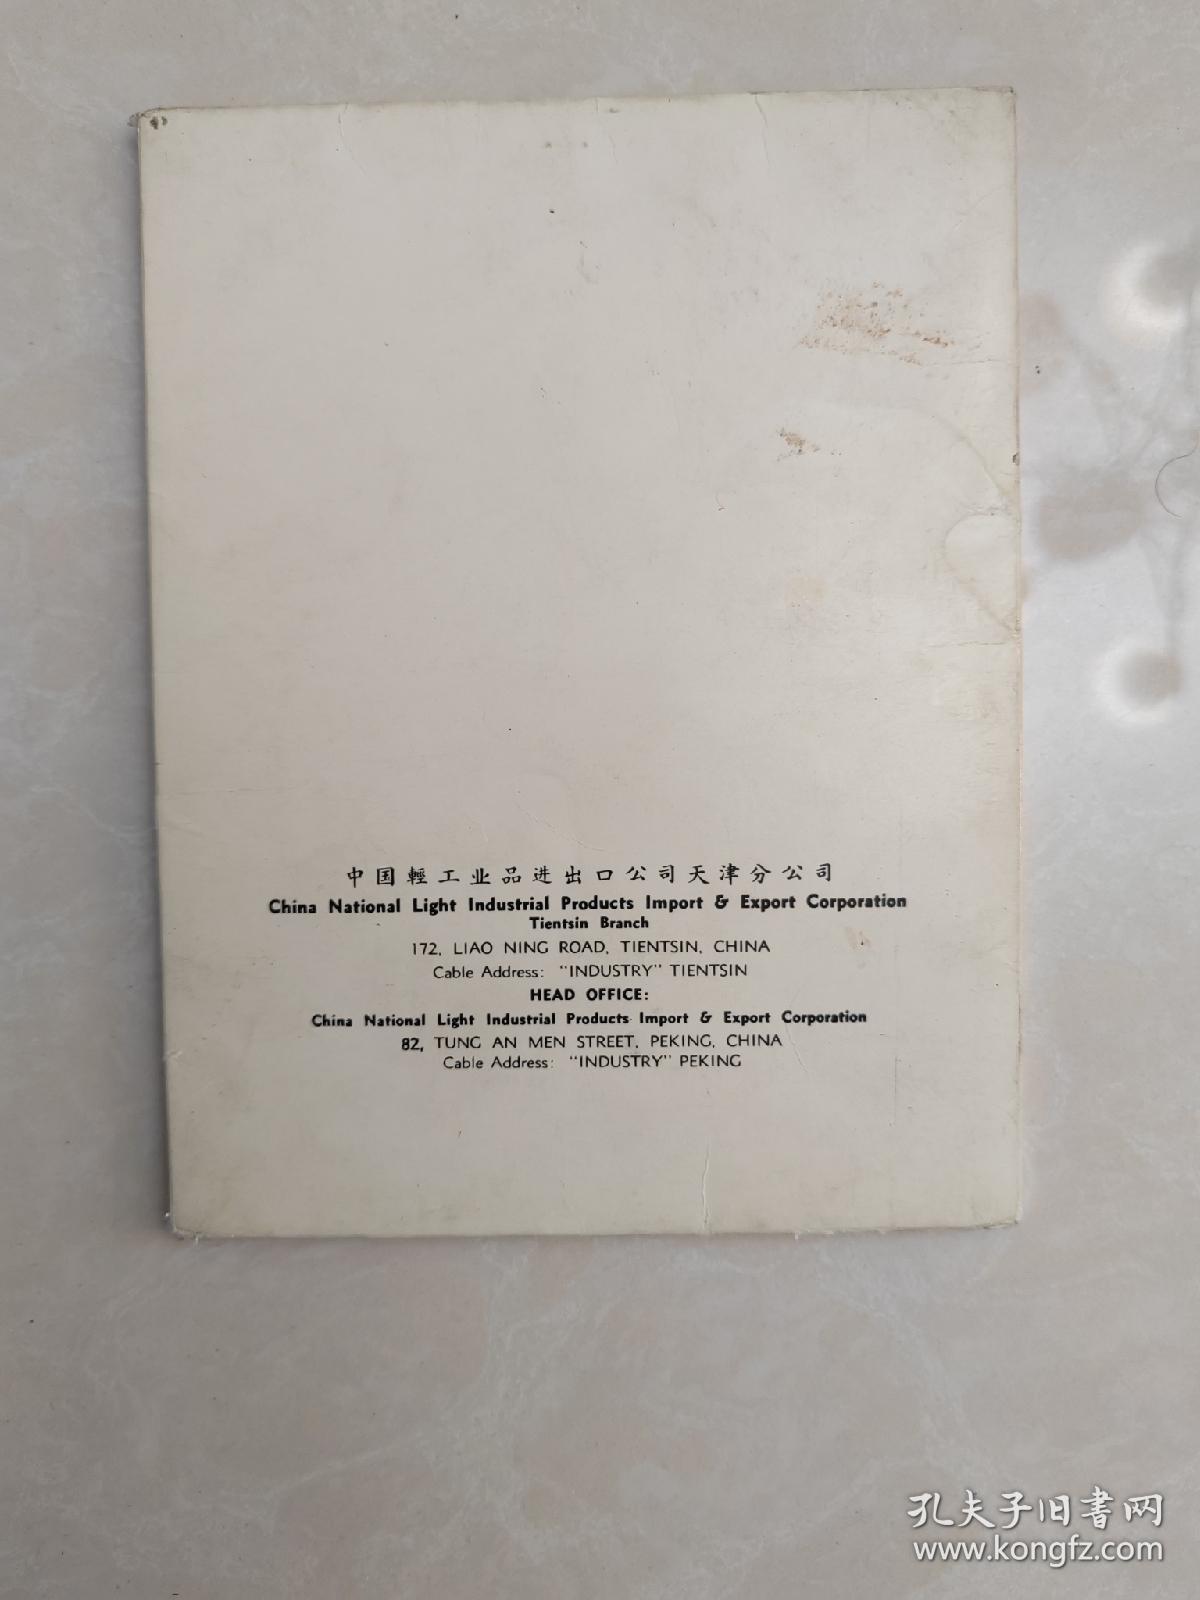 中国輕工业品进出口公司天津分公司
China National Light Industrial Products Import & Export Corporation
Tientsin Branch
172, LIAO NING ROAD, TIENTSIN, CHINA
Cable Address: "INDUSTRY" TIENTSIN
HEAD OFFICE:
China National Light Industrial Products Import & Export Corporation
82, TUNG AN MEN STREET, PEKING, CHINA
Cable Address: "INDUSTRY" PEKING
孔夫子旧書网
www.kongfz.com